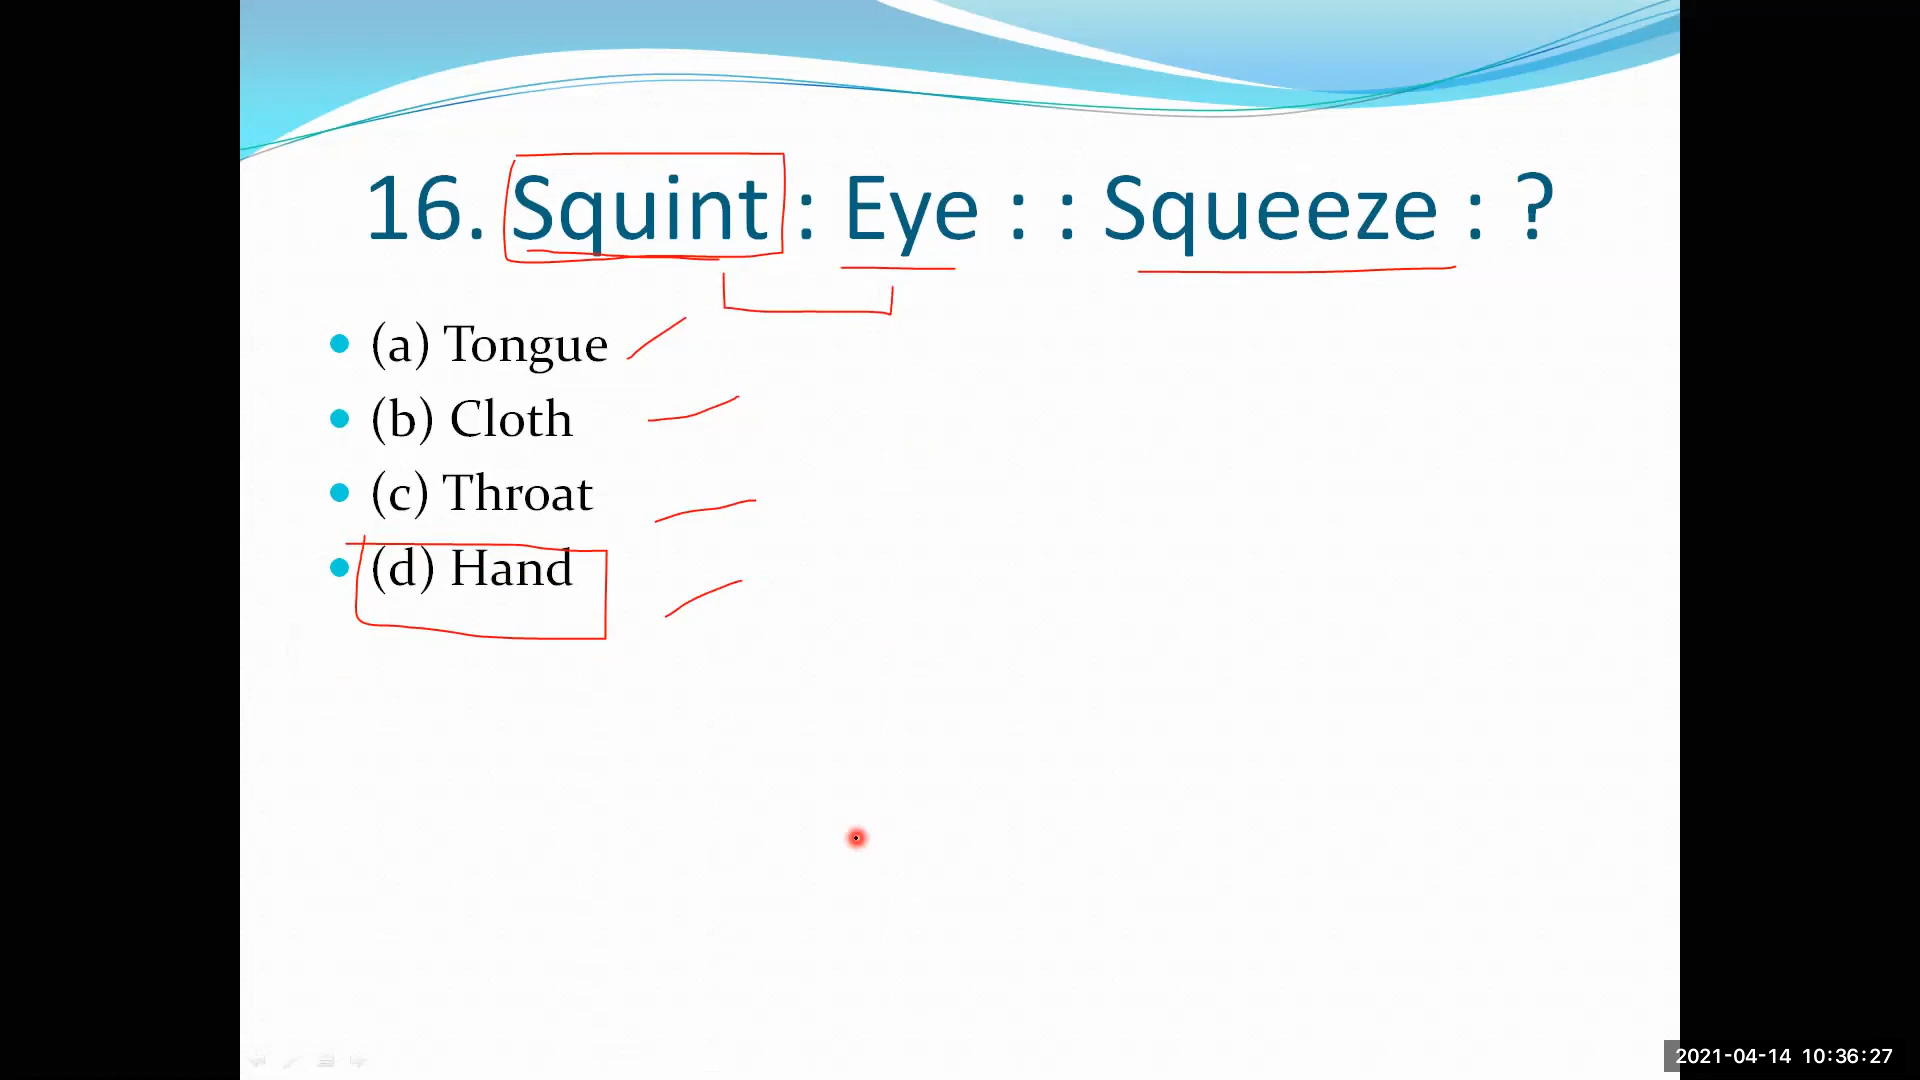 16. Squint : Eye : : Squeeze : ?
(a) Tongue
(b) Cloth
(c) Throat
(d) Hand
2021-04-14 10:36:27